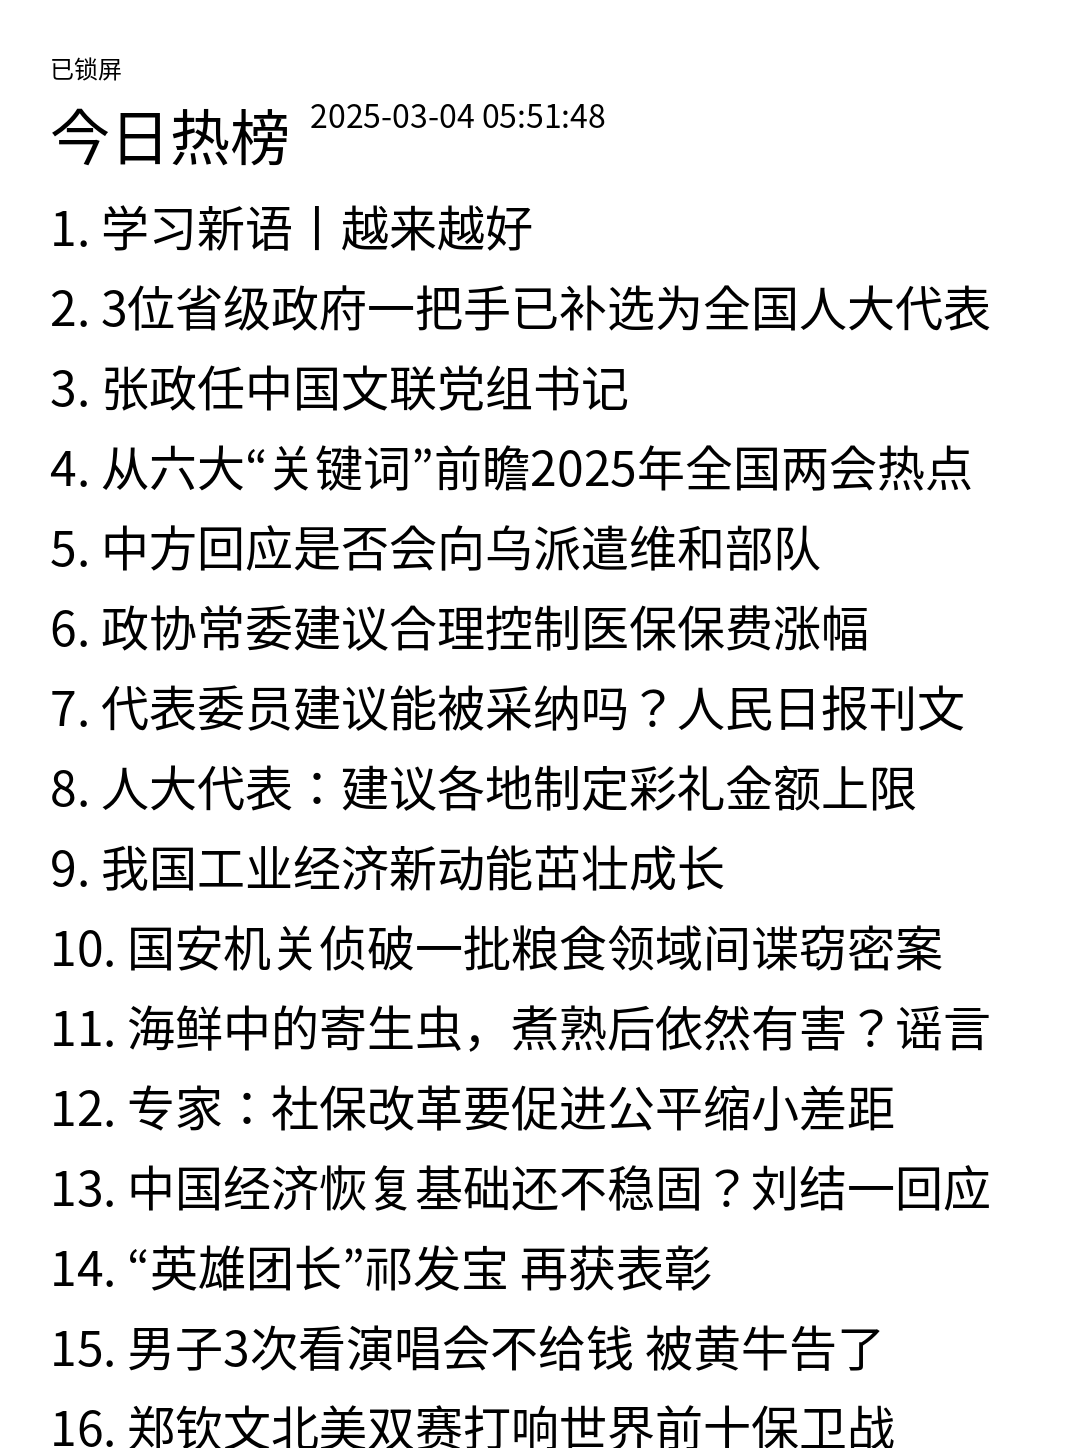 已锁屏
今日热榜 2025-03-04 05:51:48
1. 学习新语丨越来越好
2. 3位省级政府一把手已补选为全国人大代表
3. 张政任中国文联党组书记
4. 从六大“关键词”前瞻2025年全国两会热点
5. 中方回应是否会向乌派遣维和部队
6. 政协常委建议合理控制医保保费涨幅
7. 代表委员建议能被采纳吗？人民日报刊文
8. 人大代表：建议各地制定彩礼金额上限
9. 我国工业经济新动能茁壮成长
10. 国安机关侦破一批粮食领域间谍窃密案
11. 海鲜中的寄生虫，煮熟后依然有害？谣言
12. 专家：社保改革要促进公平缩小差距
13. 中国经济恢复基础还不稳固？刘结一回应
14. “英雄团长”祁发宝 再获表彰
15. 男子3次看演唱会不给钱 被黄牛告了
16. 郑钦文北美双赛打响世界前十保卫战